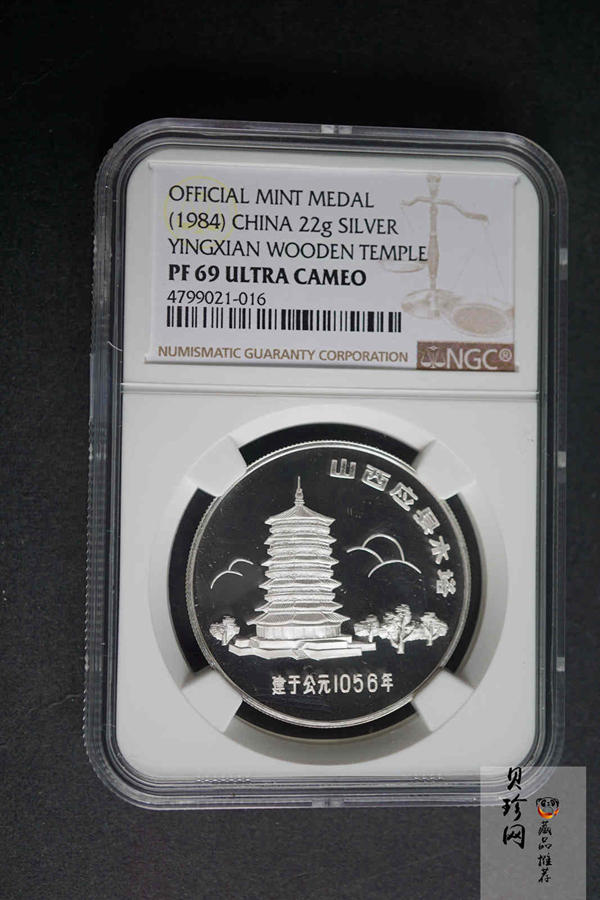 OFFICIAL MINT MEDAL
(1984) CHINA 22g SILVER
YINGXIAN WOODEN TEMPLE
PF 69 ULTRA CAMEO
4799021-016
NUMISMATIC GUARANTY CORPORATION
NGC®
山西应县木塔
建于公元1056年
贝珍网
藏品推荐